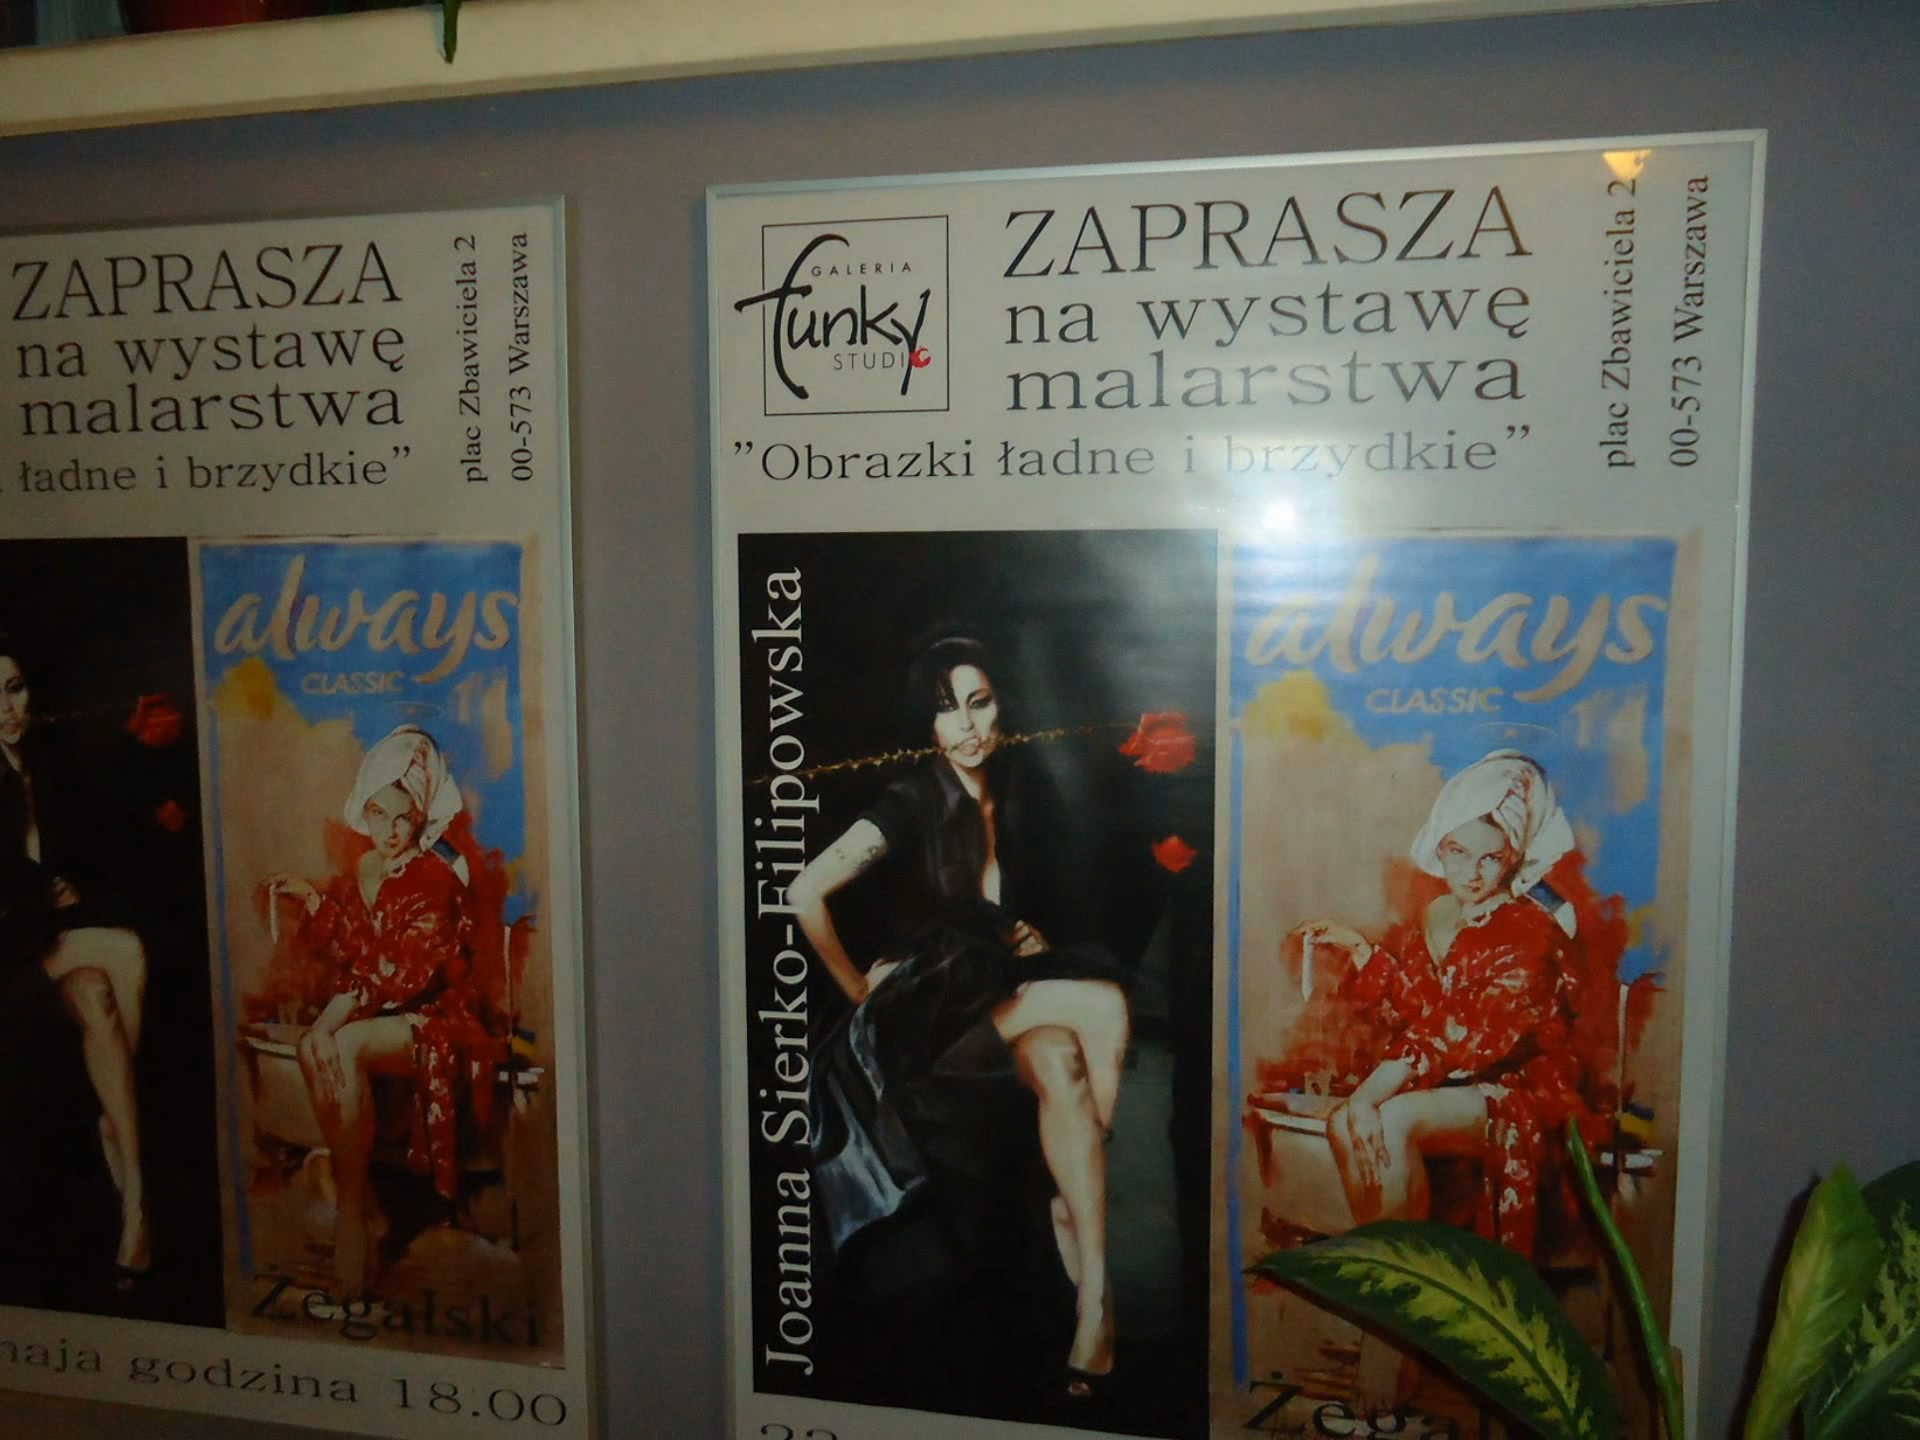 ZAPRASZA
na wystawę
malarstwa
ładne i brzydkie”
plac Zbawiciela 2
00-573 Warszawa
always
CLASSIC 11
Żegalski
maja godzina 18.00
GALERIA
funky
STUDIO
ZAPRASZA
na wystawę
malarstwa
”Obrazki ładne i brzydkie”
plac Zbawiciela 2
00-573 Warszawa
Joanna Sierko-Filipowska
always
CLASSIC 11